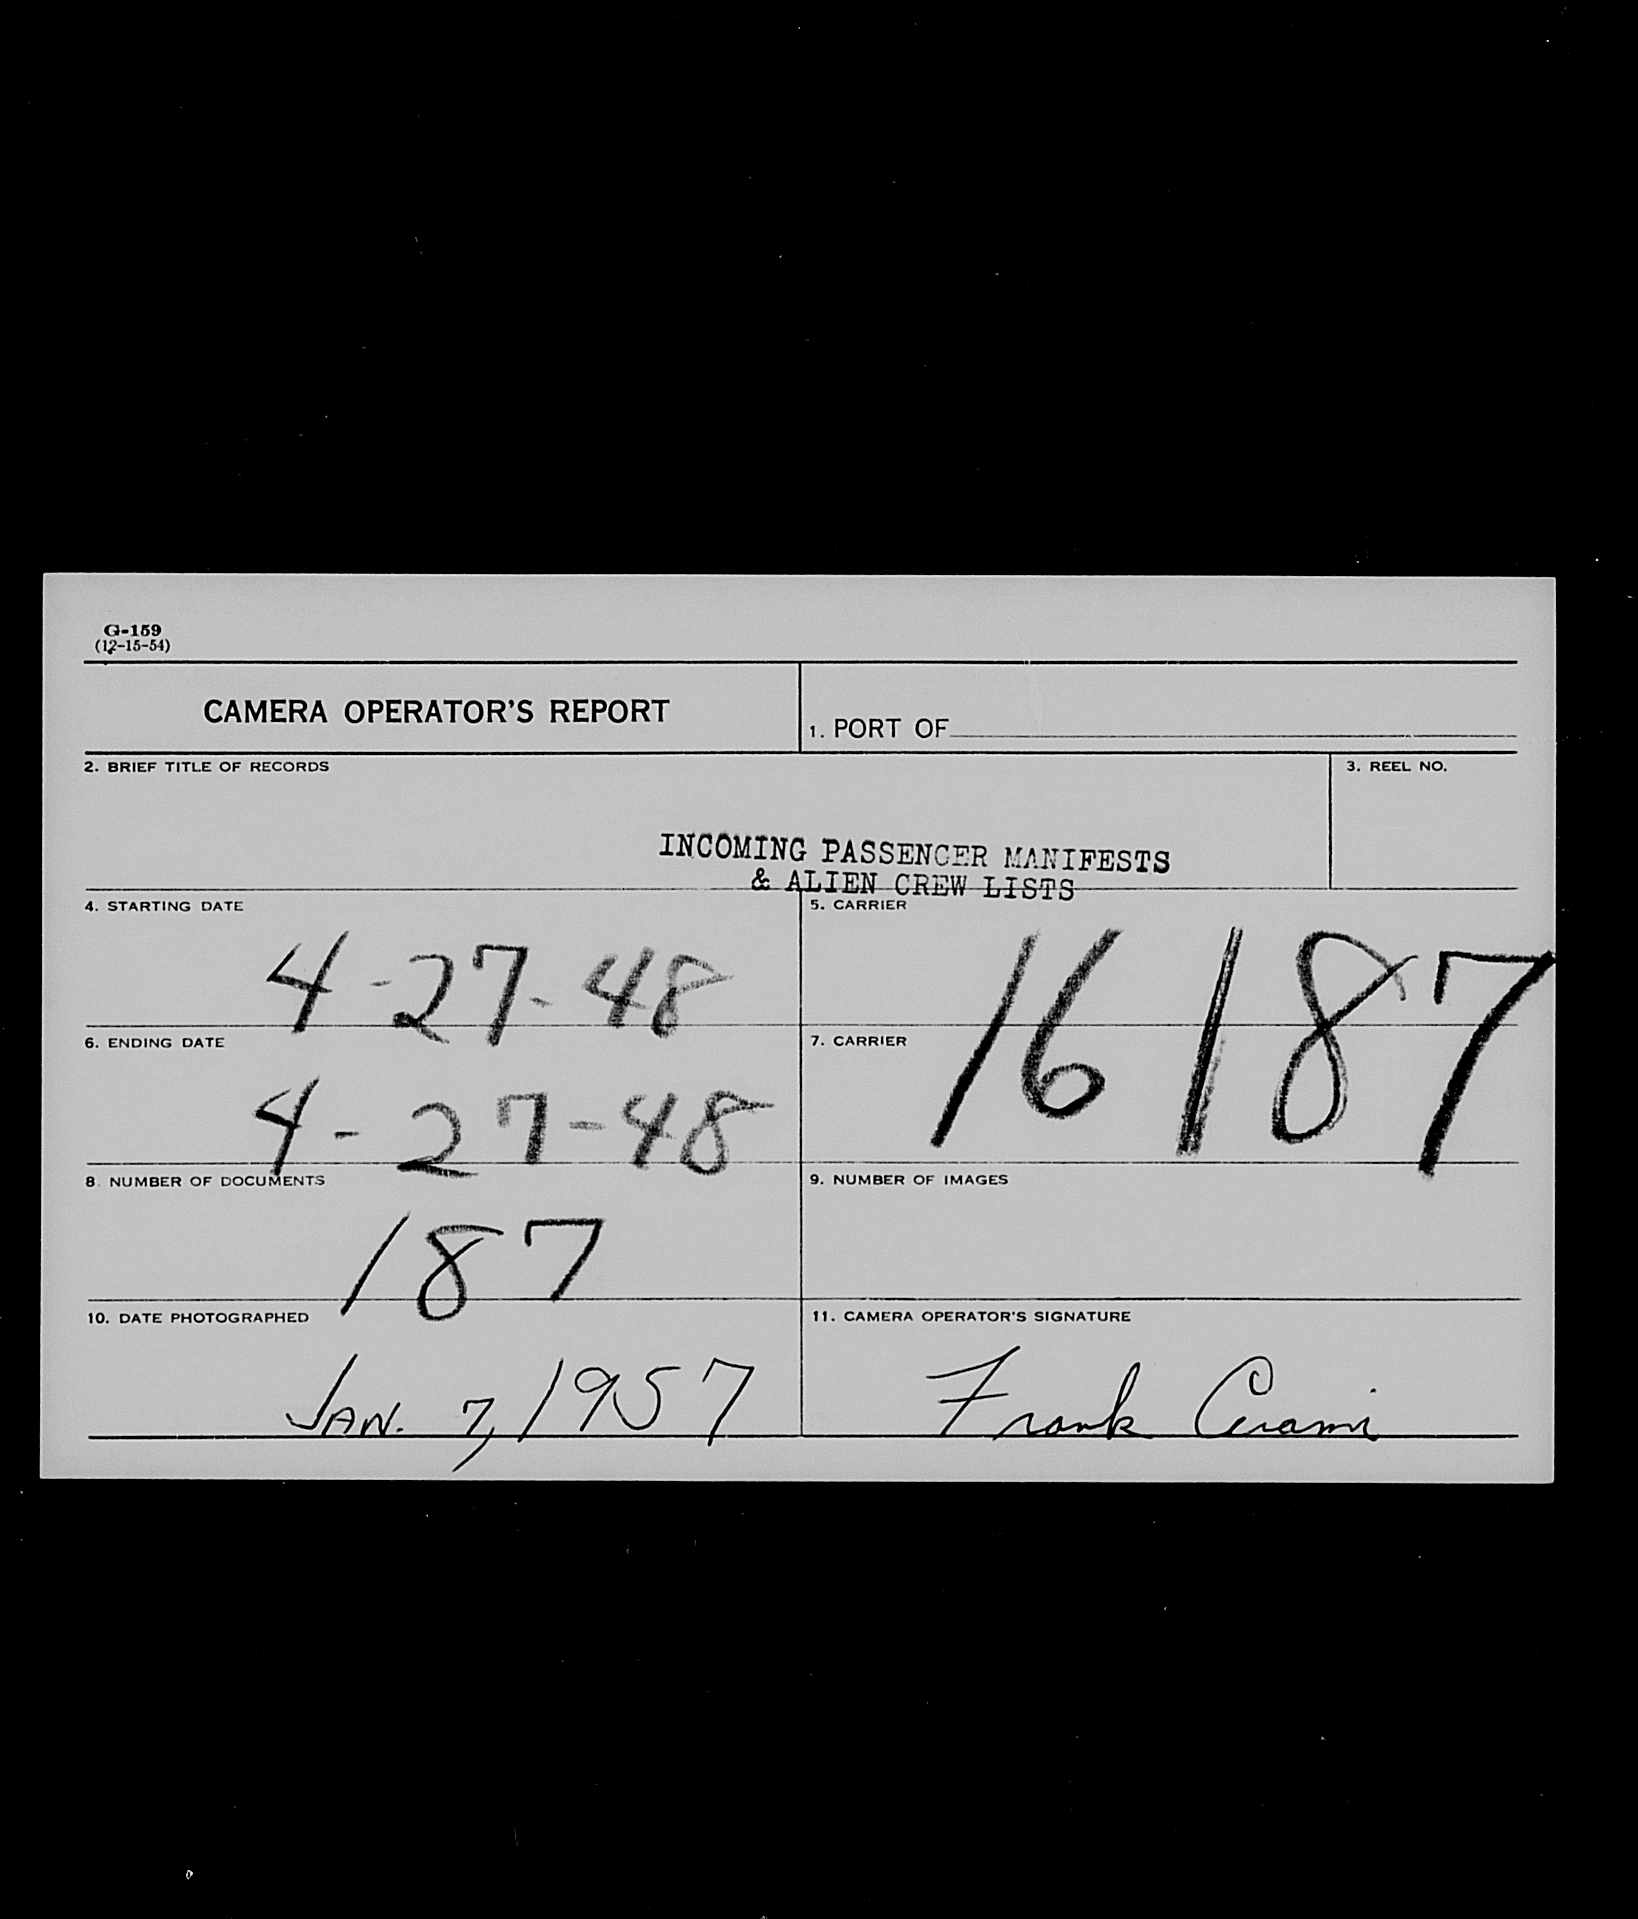 G-159
(12-15-54)
CAMERA OPERATOR'S REPORT
1. PORT OF
2. BRIEF TITLE OF RECORDS
3. REEL NO.
INCOMING PASSENGER MANIFESTS
& ALIEN CREW LISTS
4. STARTING DATE
4-27-48
5. CARRIER
16187
6. ENDING DATE
4-27-48
7. CARRIER
8. NUMBER OF DOCUMENTS
187
9. NUMBER OF IMAGES
10. DATE PHOTOGRAPHED
JAN. 7, 1957
11. CAMERA OPERATOR'S SIGNATURE
Frank Cerami